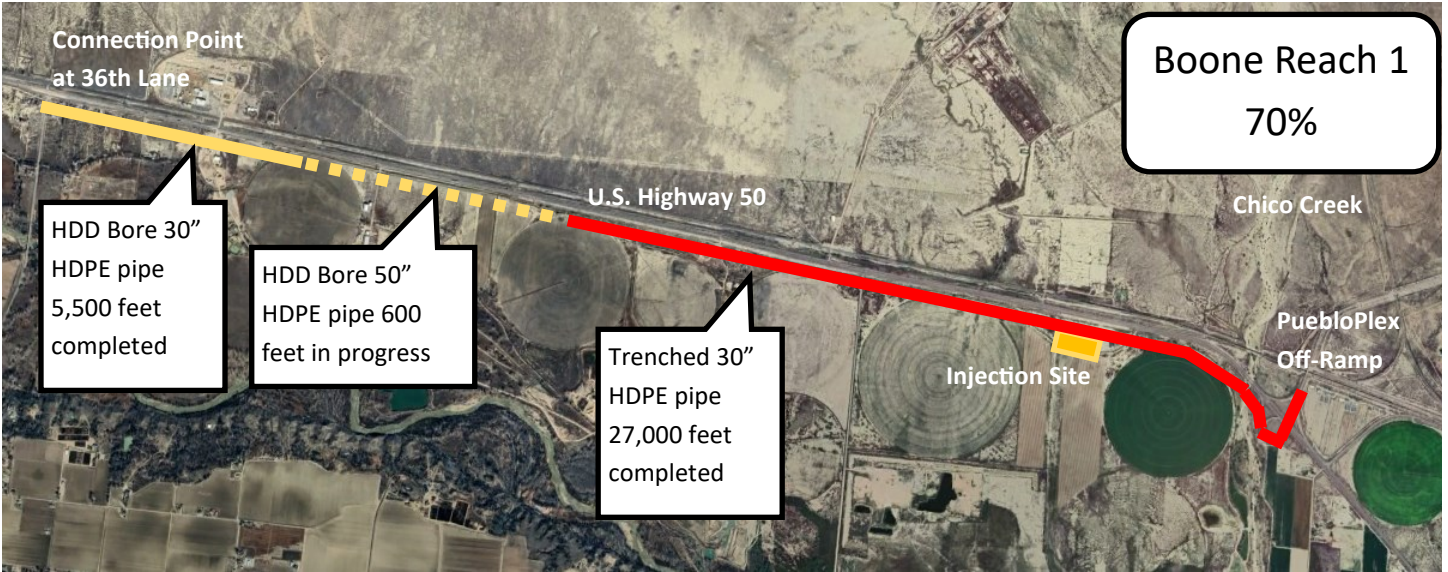 Connection Point
at 36th Lane
Boone Reach 1
70%
U.S. Highway 50
Chico Creek
HDD Bore 30”
HDPE pipe
5,500 feet
completed
HDD Bore 50”
HDPE pipe 600
feet in progress
Trenched 30”
HDPE pipe
27,000 feet
completed
Injection Site
PuebloPlex
Off-Ramp